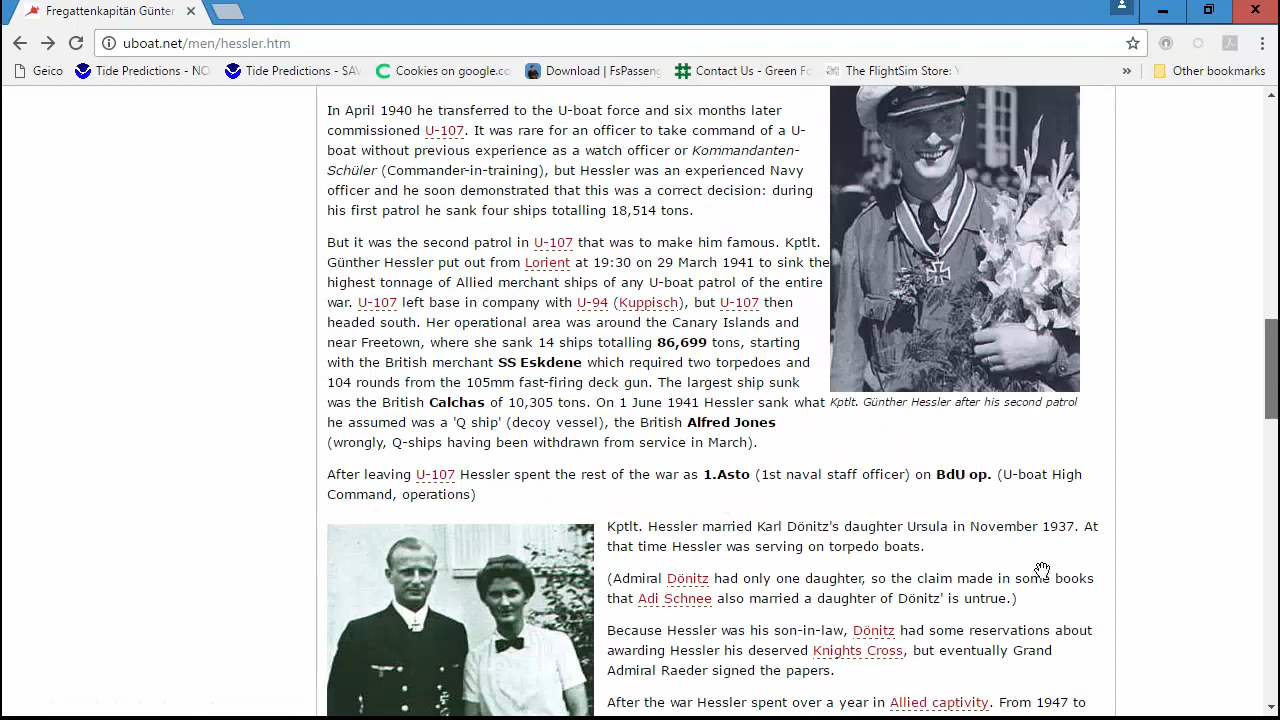 Fregattenkapitän Günter
uboat.net/men/hessler.htm
Geico
Tide Predictions - NO
Tide Predictions - SAV
Cookies on google.co
Download | FsPasseng
Contact Us - Green Fo
The FlightSim Store: Y
»
Other bookmarks
In April 1940 he transferred to the U-boat force and six months later
commissioned U-107. It was rare for an officer to take command of a U-
boat without previous experience as a watch officer or Kommandanten-
Schüler (Commander-in-training), but Hessler was an experienced Navy
officer and he soon demonstrated that this was a correct decision: during
his first patrol he sank four ships totalling 18,514 tons.
But it was the second patrol in U-107 that was to make him famous. Kptlt.
Günther Hessler put out from Lorient at 19:30 on 29 March 1941 to sink the
highest tonnage of Allied merchant ships of any U-boat patrol of the entire
war. U-107 left base in company with U-94 (Kuppisch), but U-107 then
headed south. Her operational area was around the Canary Islands and
near Freetown, where she sank 14 ships totalling 86,699 tons, starting
with the British merchant SS Eskdene which required two torpedoes and
104 rounds from the 105mm fast-firing deck gun. The largest ship sunk
was the British Calchas of 10,305 tons. On 1 June 1941 Hessler sank what
he assumed was a 'Q ship' (decoy vessel), the British Alfred Jones
(wrongly, Q-ships having been withdrawn from service in March).
Kptlt. Günther Hessler after his second patrol
After leaving U-107 Hessler spent the rest of the war as 1.Asto (1st naval staff officer) on BdU op. (U-boat High
Command, operations)
Kptlt. Hessler married Karl Dönitz's daughter Ursula in November 1937. At
that time Hessler was serving on torpedo boats.
(Admiral Dönitz had only one daughter, so the claim made in some books
that Adi Schnee also married a daughter of Dönitz' is untrue.)
Because Hessler was his son-in-law, Dönitz had some reservations about
awarding Hessler his deserved Knights Cross, but eventually Grand
Admiral Raeder signed the papers.
After the war Hessler spent over a year in Allied captivity. From 1947 to